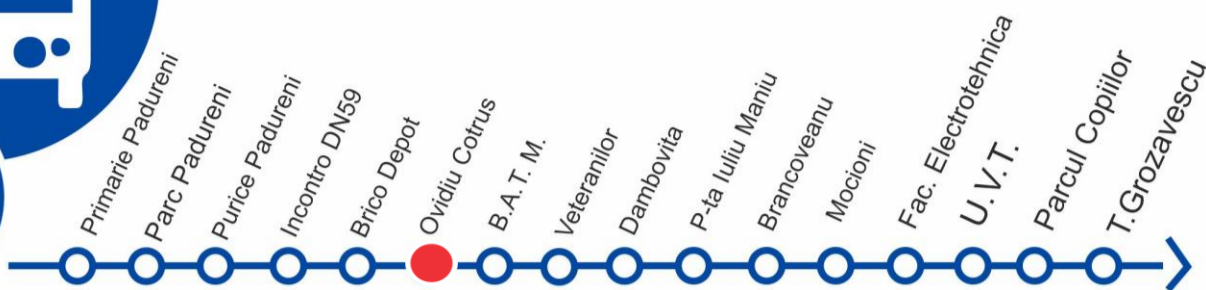 Primarie Padureni
Parc Padureni
Purice Padureni
Incontro DN59
Brico Depot
Ovidiu Cotrus
B.A.T.M.
Veteranilor
Dambovita
P-ta Iuliu Maniu
Brancoveanu
Mocioni
Fac. Electrotehnica
U.V.T.
Parcul Copiilor
T.Grozavescu